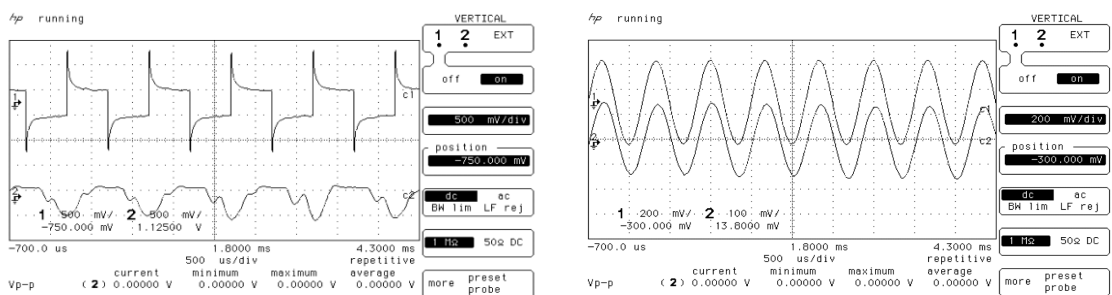 hp running
VERTICAL
1 2 EXT
off on
500 mV/div
position
-750.000 mV
dc ac
BW lim LF rej
1 MΩ 50Ω DC
more preset probe
1
c1
2
c2
1 500 mV/ 2 500 mV/
-750.000 mV 1.12500 V
-700.0 us 1.8000 ms 4.3000 ms
500 us/div repetitive
current minimum maximum average
Vp-p (2) 0.00000 V 0.00000 V 0.00000 V 0.00000 V
hp running
VERTICAL
1 2 EXT
off on
200 mV/div
position
-300.000 mV
dc ac
BW lim LF rej
1 MΩ 50Ω DC
more preset probe
1
c1
2
c2
1 200 mV/ 2 100 mV/
-300.000 mV 13.8000 mV
-700.0 us 1.8000 ms 4.3000 ms
500 us/div repetitive
current minimum maximum average
Vp-p (2) 0.00000 V 0.00000 V 0.00000 V 0.00000 V